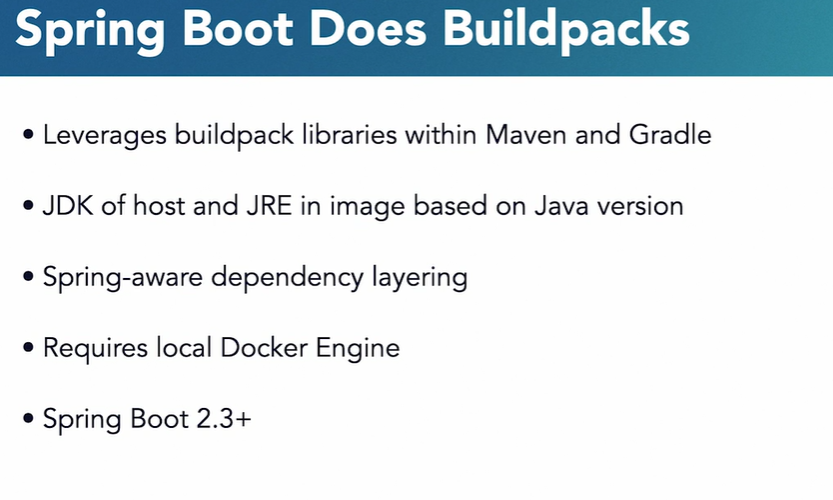 Spring Boot Does Buildpacks
• Leverages buildpack libraries within Maven and Gradle
• JDK of host and JRE in image based on Java version
• Spring-aware dependency layering
• Requires local Docker Engine
• Spring Boot 2.3+